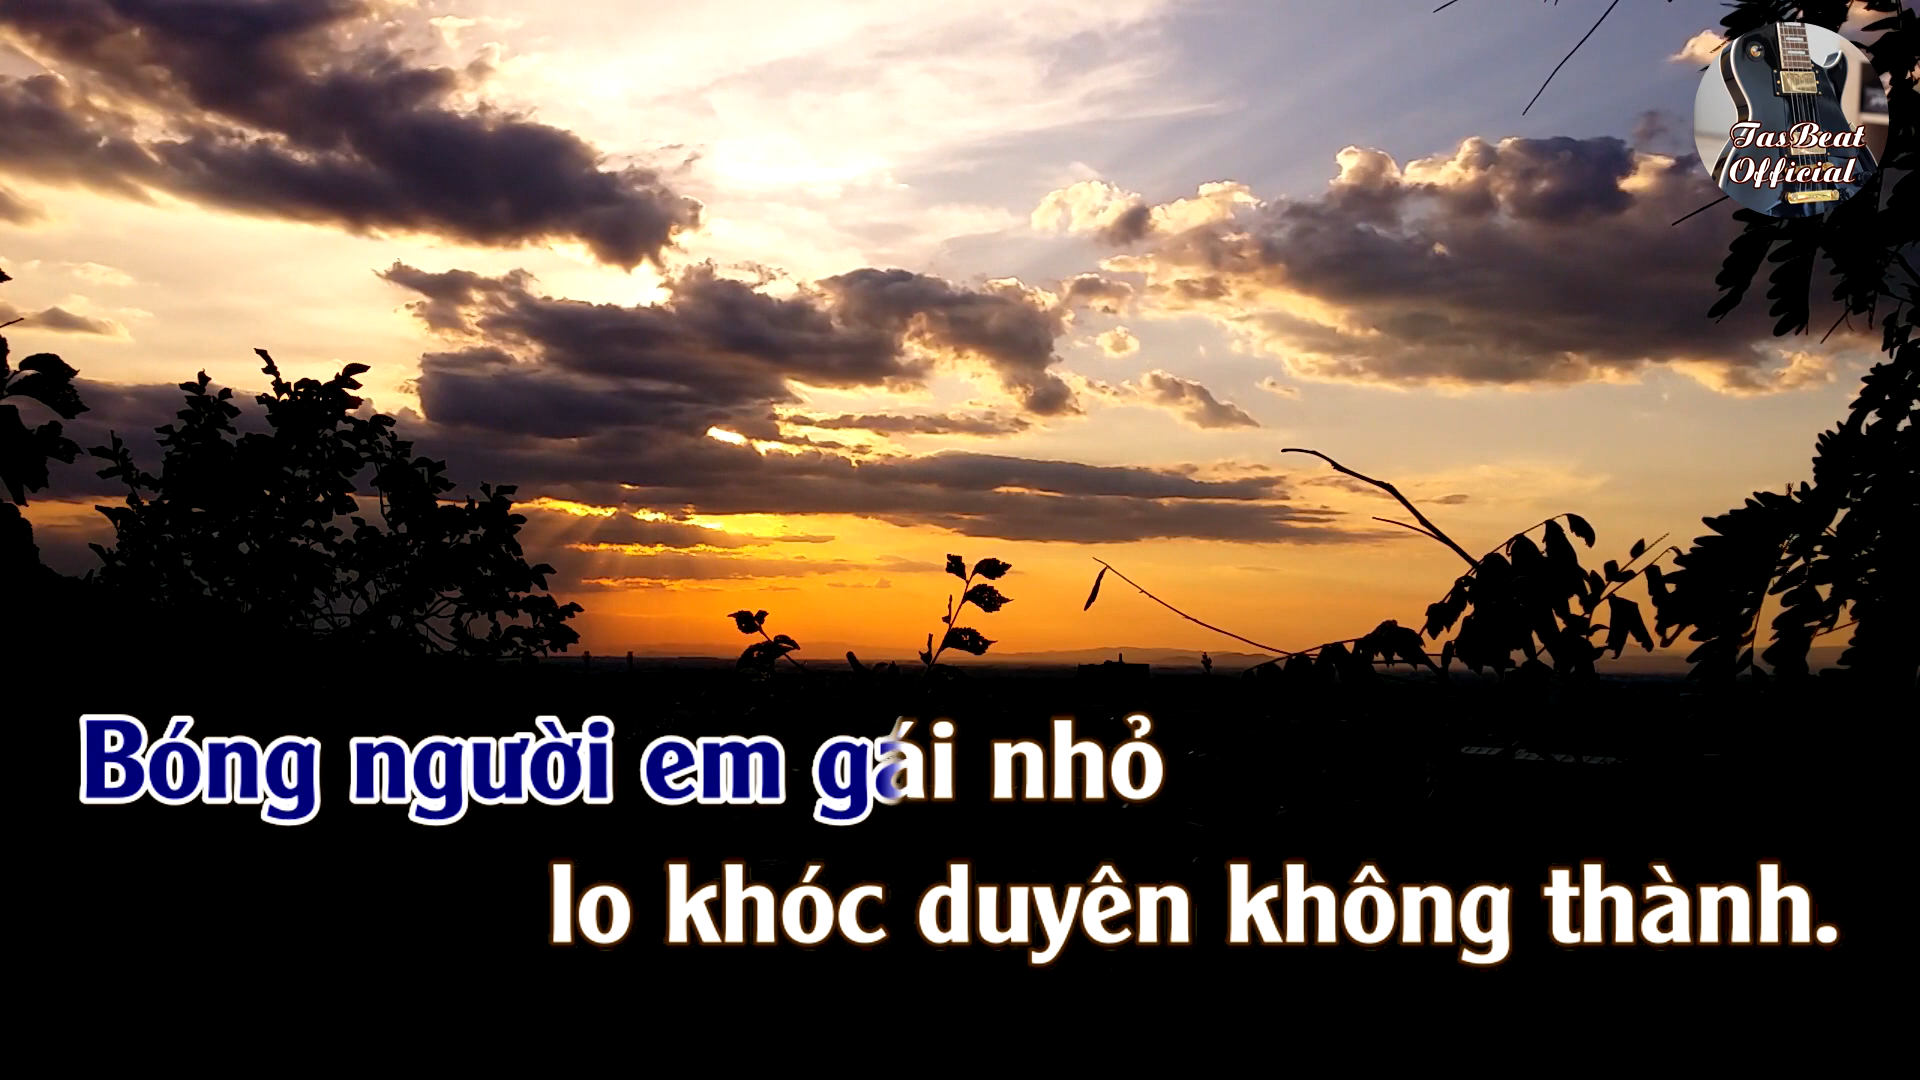 TasBeat
Official
Bóng người em gái nhỏ
lo khóc duyên không thành.